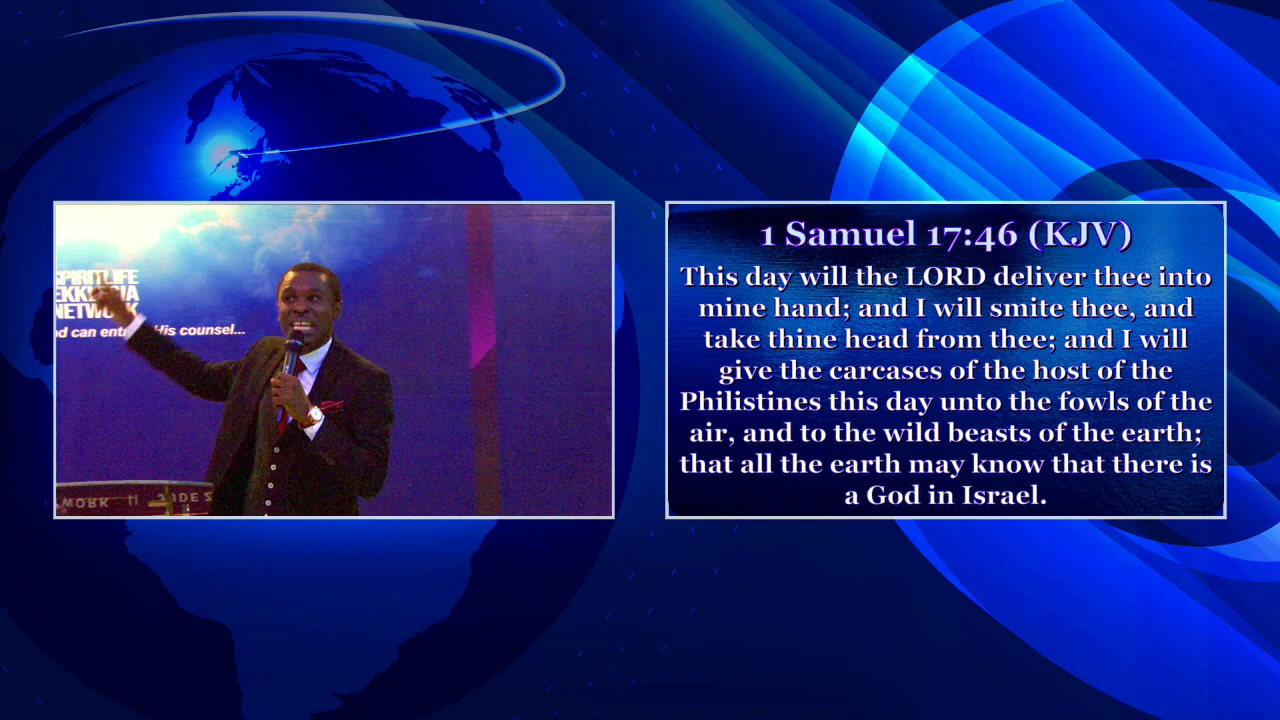 SPIRITLIFE
EKKLESIA
NETWORK
His counsel...
1 Samuel 17:46 (KJV)
This day will the LORD deliver thee into
mine hand; and I will smite thee, and
take thine head from thee; and I will
give the carcases of the host of the
Philistines this day unto the fowls of the
air, and to the wild beasts of the earth;
that all the earth may know that there is
a God in Israel.